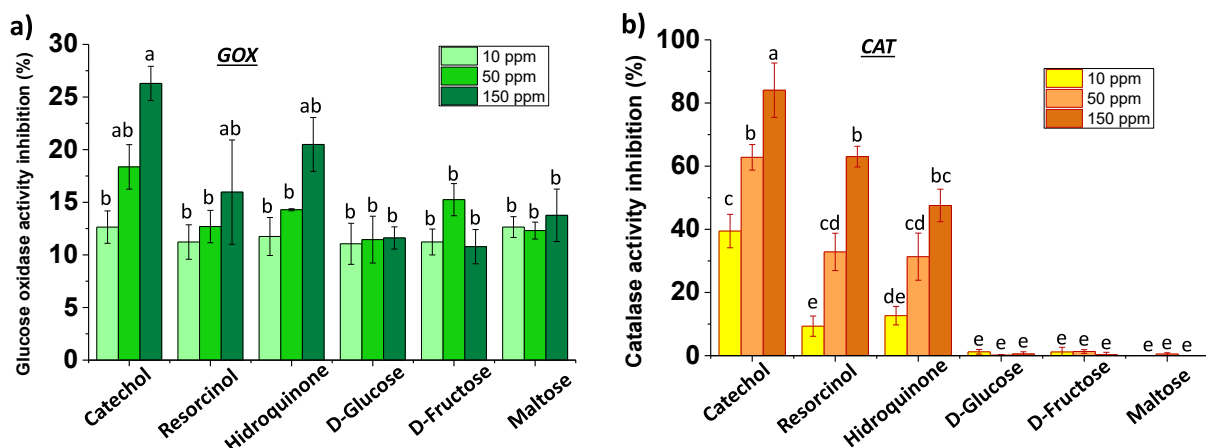 a)
GOX
Glucose oxidase activity inhibition (%)
30
25
20
15
10
5
0
10 ppm
50 ppm
150 ppm
b ab a
b b ab
b b ab
b b b
b b b
b b b
Catechol
Resorcinol
Hidroquinone
D-Glucose
D-Fructose
Maltose
b)
CAT
Catalase activity inhibition (%)
100
80
60
40
20
0
10 ppm
50 ppm
150 ppm
c b a
e cd b
de cd bc
e e e
e e e
e e e
Catechol
Resorcinol
Hidroquinone
D-Glucose
D-Fructose
Maltose